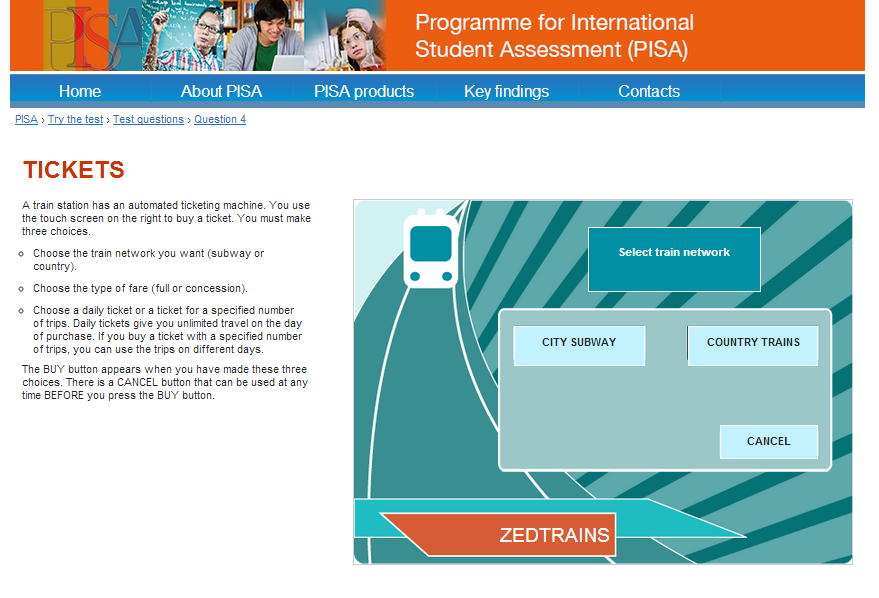 PISA
Programme for International
Student Assessment (PISA)
Home About PISA PISA products Key findings Contacts
PISA › Try the test › Test questions › Question 4
TICKETS
A train station has an automated ticketing machine. You use
the touch screen on the right to buy a ticket. You must make
three choices.
Choose the train network you want (subway or
country).
Choose the type of fare (full or concession).
Choose a daily ticket or a ticket for a specified number
of trips. Daily tickets give you unlimited travel on the day
of purchase. If you buy a ticket with a specified number
of trips, you can use the trips on different days.
The BUY button appears when you have made these three
choices. There is a CANCEL button that can be used at any
time BEFORE you press the BUY button.
Select train network
CITY SUBWAY
COUNTRY TRAINS
CANCEL
ZEDTRAINS